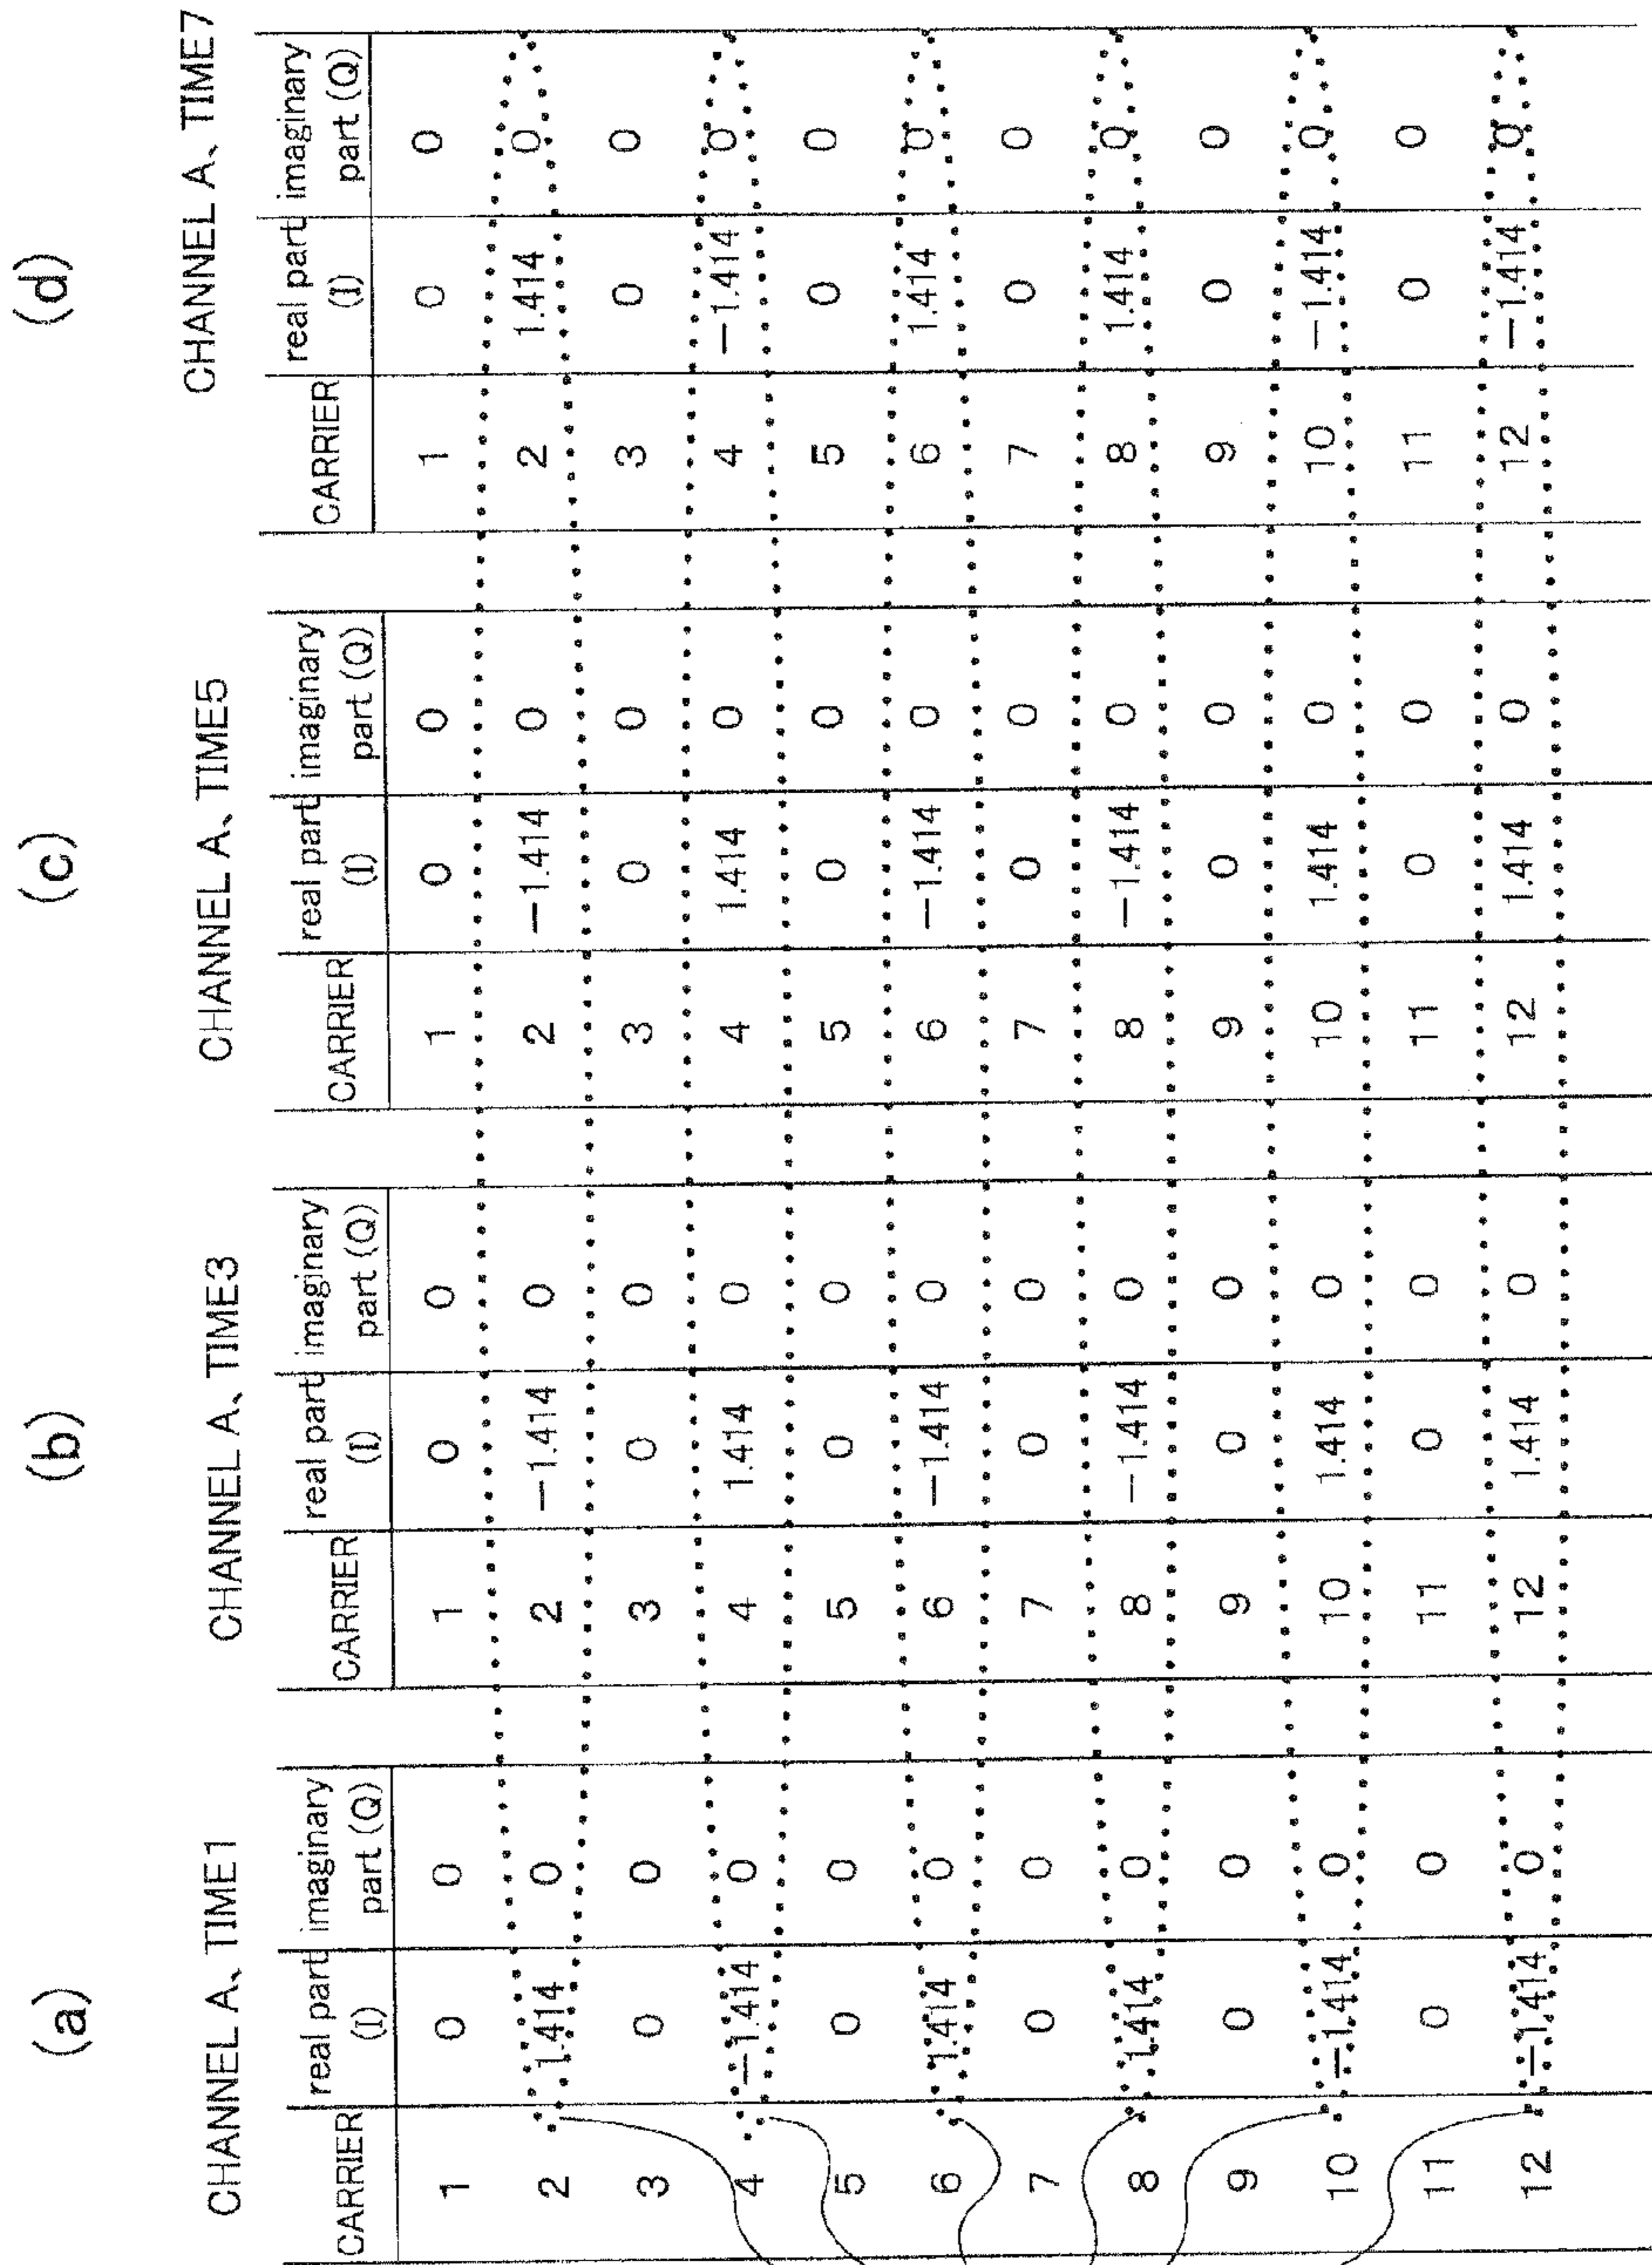 (a)
CHANNEL A、TIME1
CARRIER real part (I) imaginary part (Q)
1 0 0
2 1.414 0
3 0 0
4 −1.414 0
5 0 0
6 1.414 0
7 0 0
8 1.414 0
9 0 0
10 −1.414 0
11 0 0
12 −1.414 0
(b)
CHANNEL A、TIME3
CARRIER real part (I) imaginary part (Q)
1 0 0
2 −1.414 0
3 0 0
4 1.414 0
5 0 0
6 −1.414 0
7 0 0
8 −1.414 0
9 0 0
10 1.414 0
11 0 0
12 1.414 0
(c)
CHANNEL A、TIME5
CARRIER real part (I) imaginary part (Q)
1 0 0
2 −1.414 0
3 0 0
4 1.414 0
5 0 0
6 −1.414 0
7 0 0
8 −1.414 0
9 0 0
10 1.414 0
11 0 0
12 1.414 0
(d)
CHANNEL A、TIME7
CARRIER real part (I) imaginary part (Q)
1 0 0
2 1.414 0
3 0 0
4 −1.414 0
5 0 0
6 1.414 0
7 0 0
8 1.414 0
9 0 0
10 −1.414 0
11 0 0
12 −1.414 0